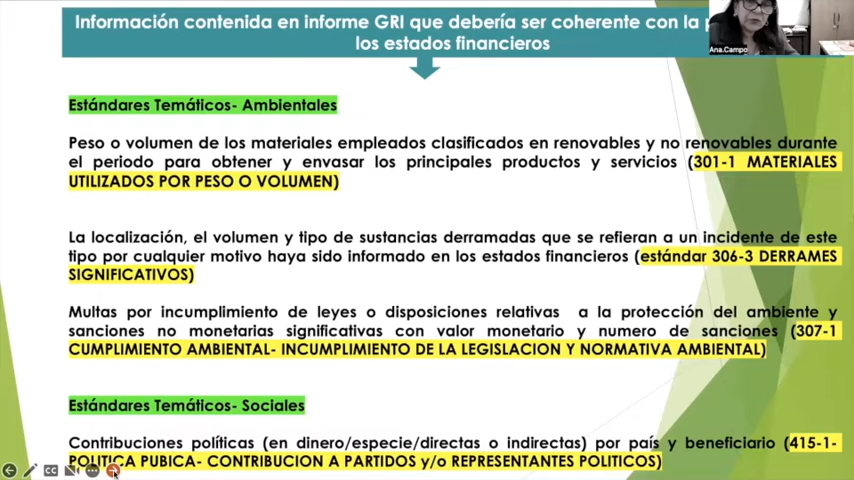 Información contenida en informe GRI que debería ser coherente con la
los estados financieros
Ana.Campo
Estándares Temáticos- Ambientales
Peso o volumen de los materiales empleados clasificados en renovables y no renovables durante
el periodo para obtener y envasar los principales productos y servicios (301-1 MATERIALES
UTILIZADOS POR PESO O VOLUMEN)
La localización, el volumen y tipo de sustancias derramadas que se refieran a un incidente de este
tipo por cualquier motivo haya sido informado en los estados financieros (estándar 306-3 DERRAMES
SIGNIFICATIVOS)
Multas por incumplimiento de leyes o disposiciones relativas a la protección del ambiente y
sanciones no monetarias significativas con valor monetario y numero de sanciones (307-1
CUMPLIMIENTO AMBIENTAL- INCUMPLIMIENTO DE LA LEGISLACION Y NORMATIVA AMBIENTAL)
Estándares Temáticos- Sociales
Contribuciones políticas (en dinero/especie/directas o indirectas) por país y beneficiario (415-1-
POLITICA PUBICA- CONTRIBUCION A PARTIDOS y/o REPRESENTANTES POLITICOS)
CC